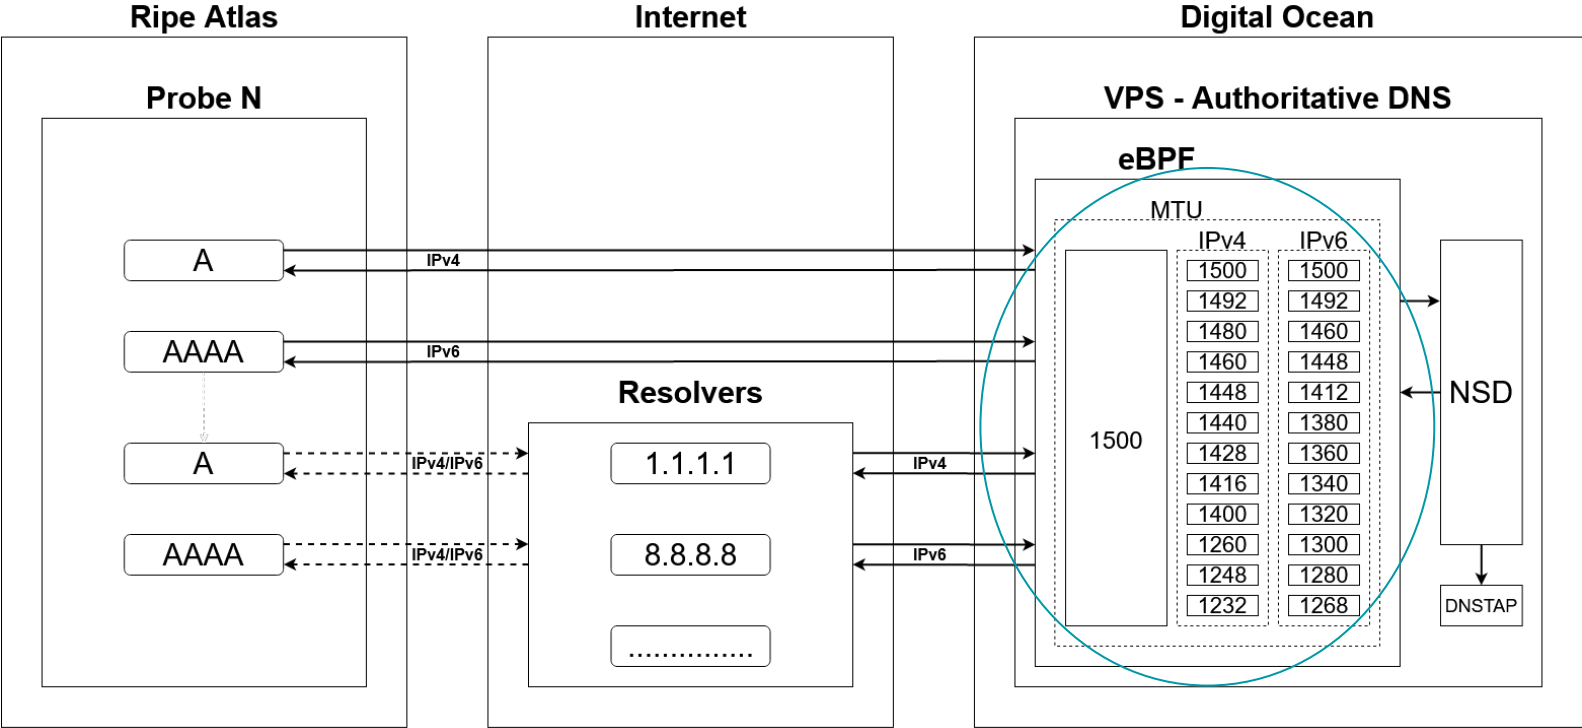 Ripe Atlas
Internet
Digital Ocean
Probe N
VPS - Authoritative DNS
eBPF
MTU
IPv4
IPv6
A
IPv4
AAAA
IPv6
A
IPv4/IPv6
AAAA
IPv4/IPv6
Resolvers
1.1.1.1
8.8.8.8
...............
IPv4
IPv6
1500
1500
1492
1480
1460
1448
1440
1428
1416
1400
1260
1248
1232
1500
1492
1460
1448
1412
1380
1360
1340
1320
1300
1280
1268
NSD
DNSTAP